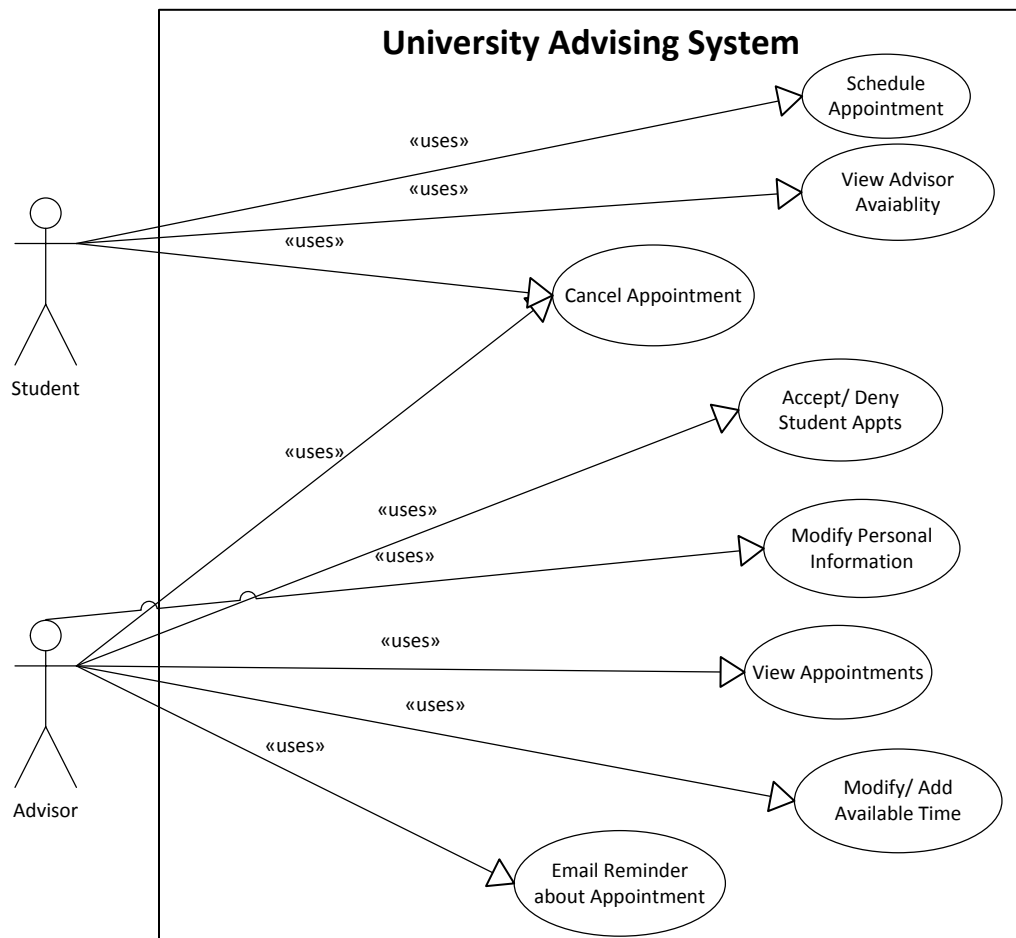 University Advising System
Schedule
Appointment
«uses»
View Advisor
Avaiablity
«uses»
«uses»
Cancel Appointment
Student
Accept/ Deny
Student Appts
«uses»
«uses»
Modify Personal
Information
«uses»
«uses»
View Appointments
«uses»
«uses»
Modify/ Add
Available Time
Advisor
Email Reminder
about Appointment